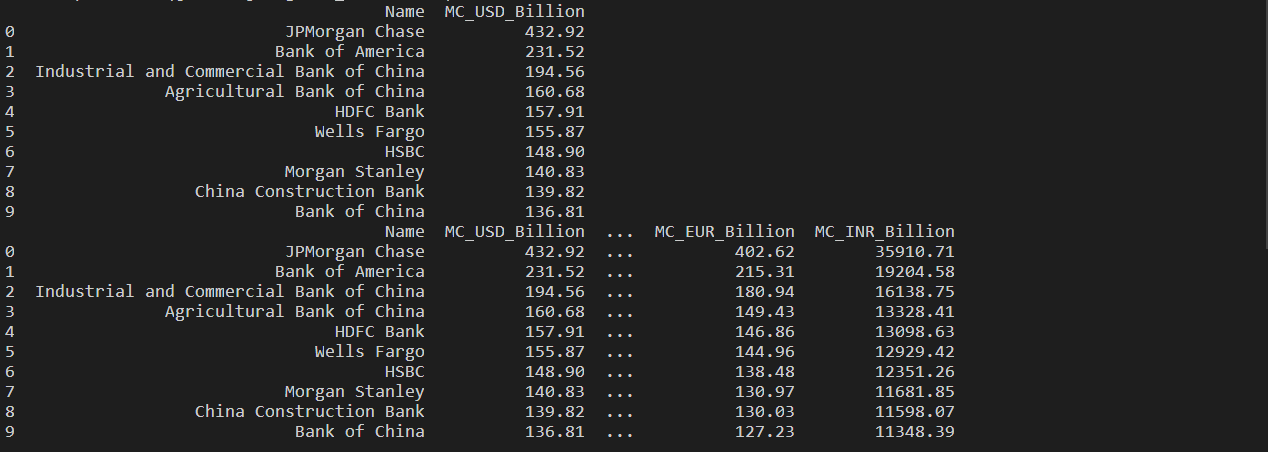 Name MC_USD_Billion
0 JPMorgan Chase 432.92
1 Bank of America 231.52
2 Industrial and Commercial Bank of China 194.56
3 Agricultural Bank of China 160.68
4 HDFC Bank 157.91
5 Wells Fargo 155.87
6 HSBC 148.90
7 Morgan Stanley 140.83
8 China Construction Bank 139.82
9 Bank of China 136.81
Name MC_USD_Billion ... MC_EUR_Billion MC_INR_Billion
0 JPMorgan Chase 432.92 ... 402.62 35910.71
1 Bank of America 231.52 ... 215.31 19204.58
2 Industrial and Commercial Bank of China 194.56 ... 180.94 16138.75
3 Agricultural Bank of China 160.68 ... 149.43 13328.41
4 HDFC Bank 157.91 ... 146.86 13098.63
5 Wells Fargo 155.87 ... 144.96 12929.42
6 HSBC 148.90 ... 138.48 12351.26
7 Morgan Stanley 140.83 ... 130.97 11681.85
8 China Construction Bank 139.82 ... 130.03 11598.07
9 Bank of China 136.81 ... 127.23 11348.39